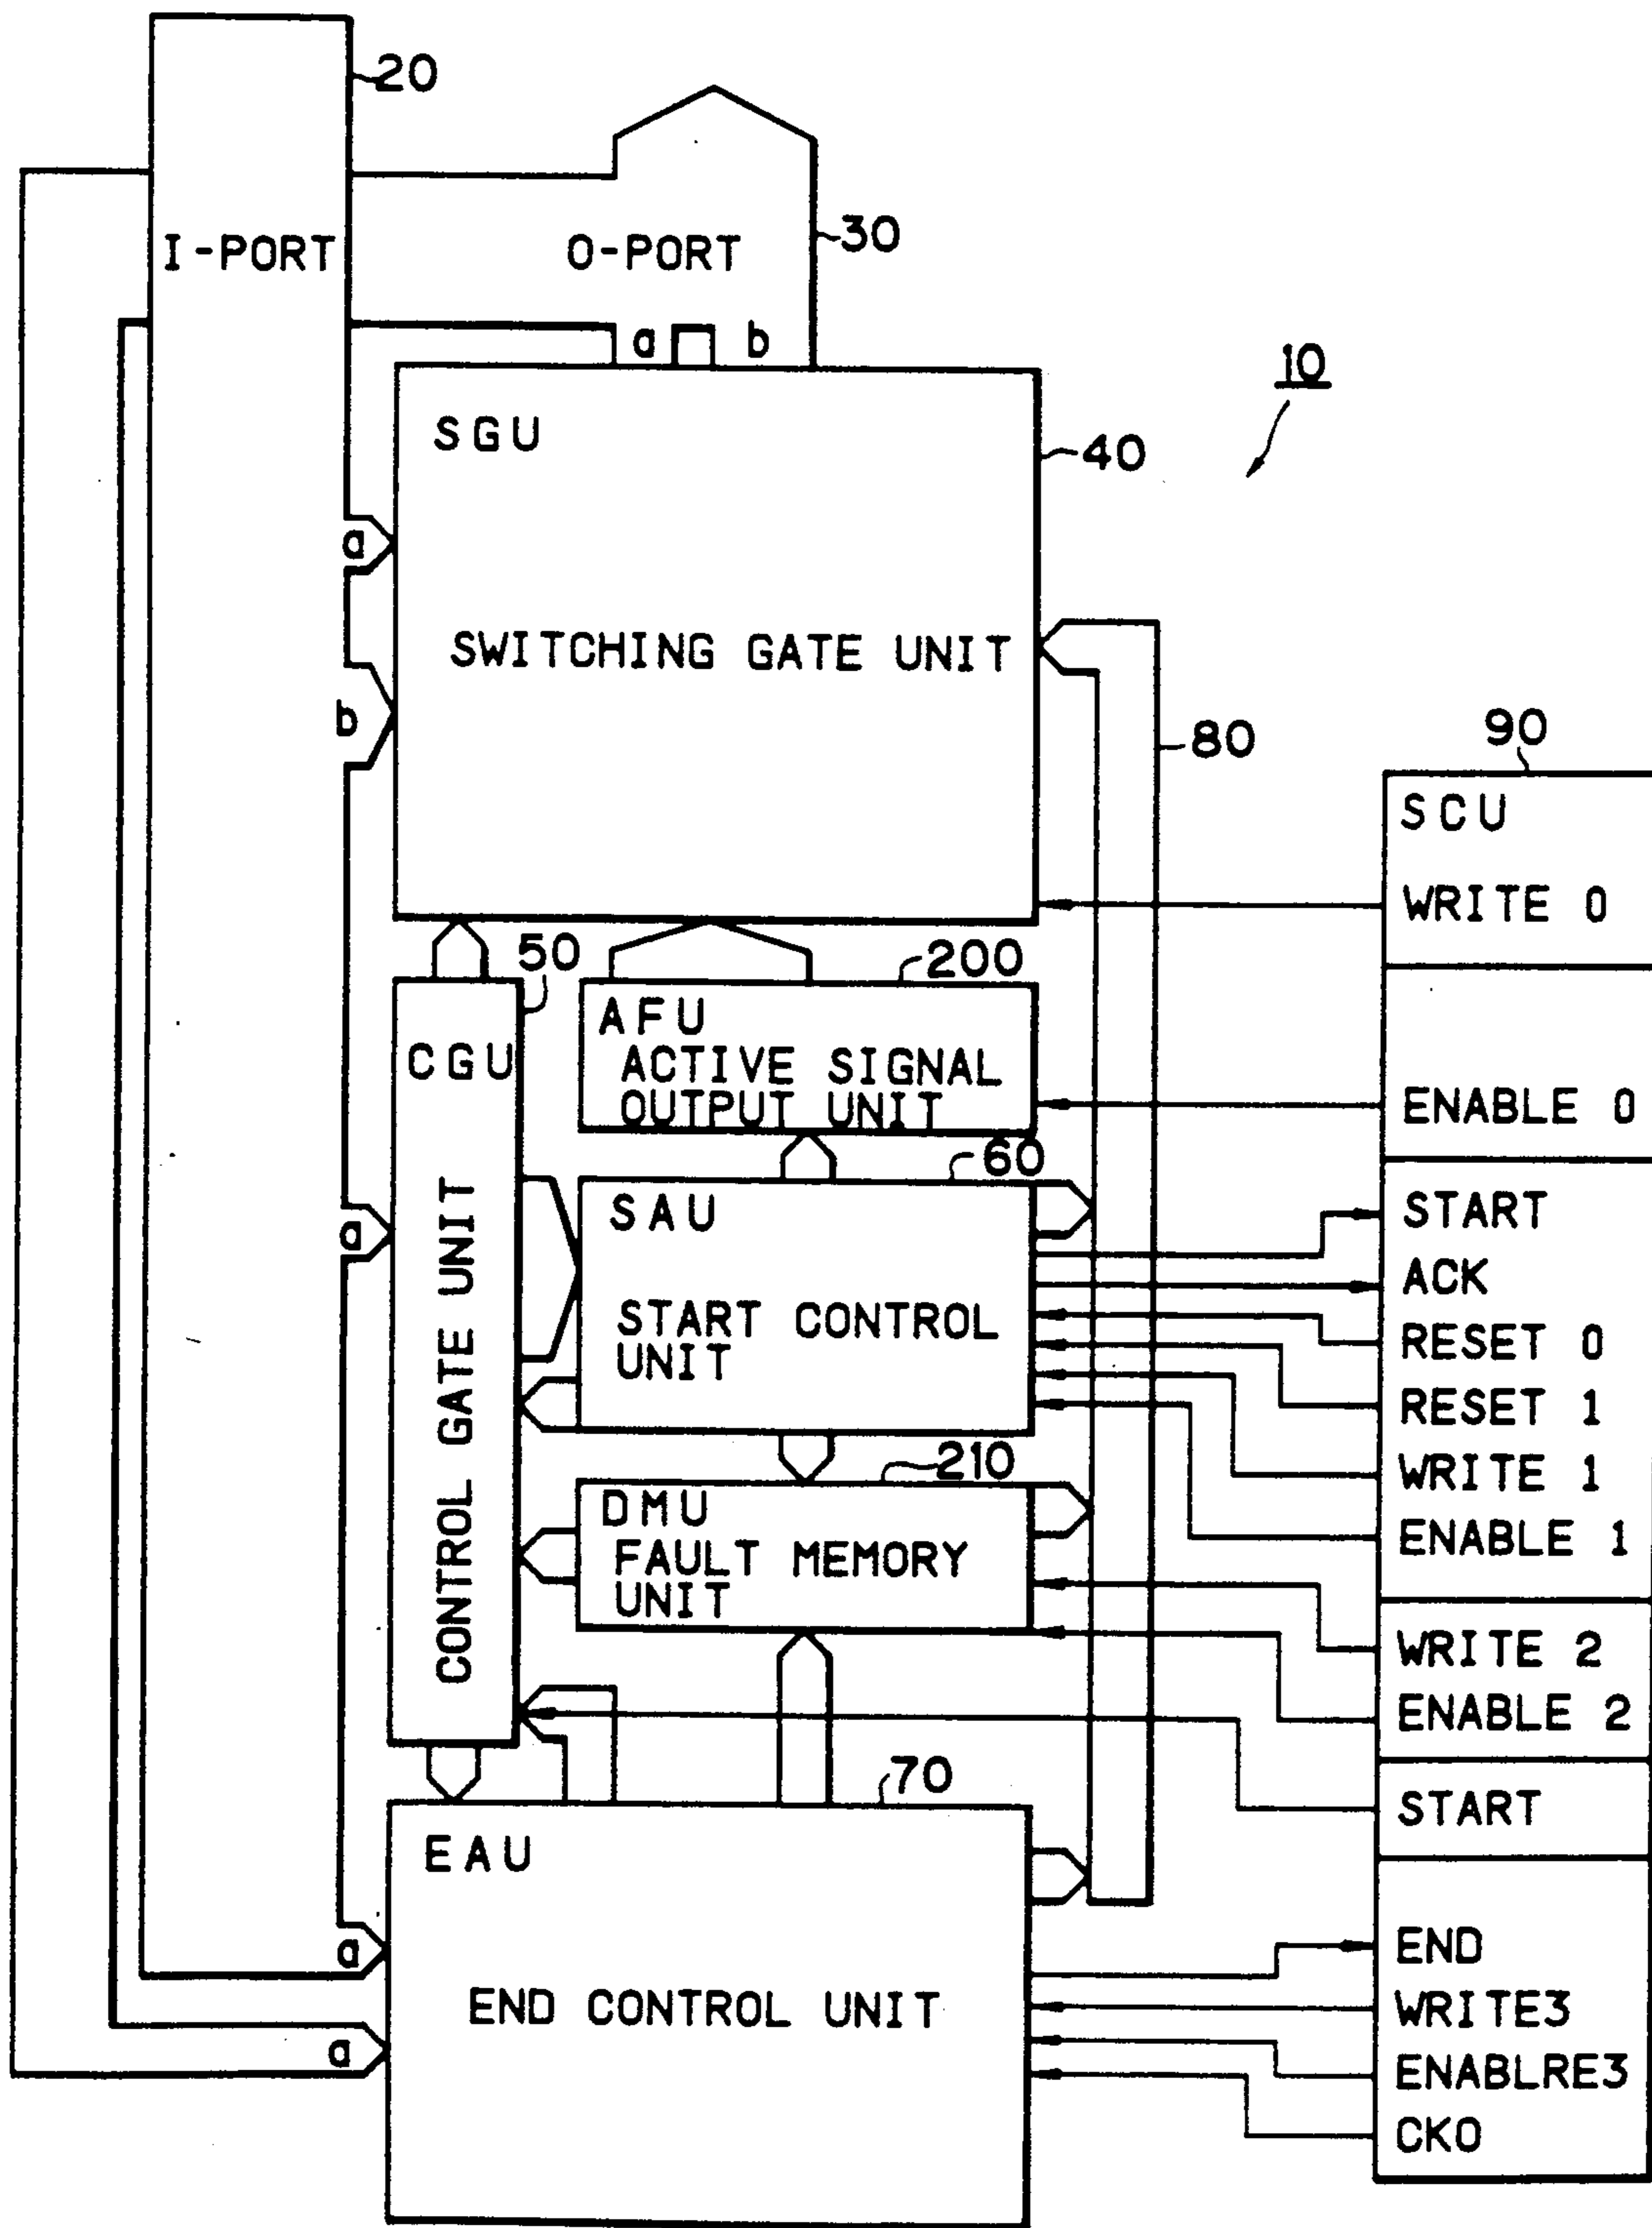 20
30
I-PORT
O-PORT
a
b
10
SGU
40
a
SWITCHING GATE UNIT
b
80
90
SCU
WRITE 0
50
200
AFU
ACTIVE SIGNAL
OUTPUT UNIT
CGU
CONTROL GATE UNIT
ENABLE 0
60
a
SAU
START CONTROL
UNIT
START
ACK
RESET 0
RESET 1
WRITE 1
ENABLE 1
210
DMU
FAULT MEMORY
UNIT
WRITE 2
ENABLE 2
70
START
EAU
a
END CONTROL UNIT
a
END
WRITE3
ENABLRE3
CKO